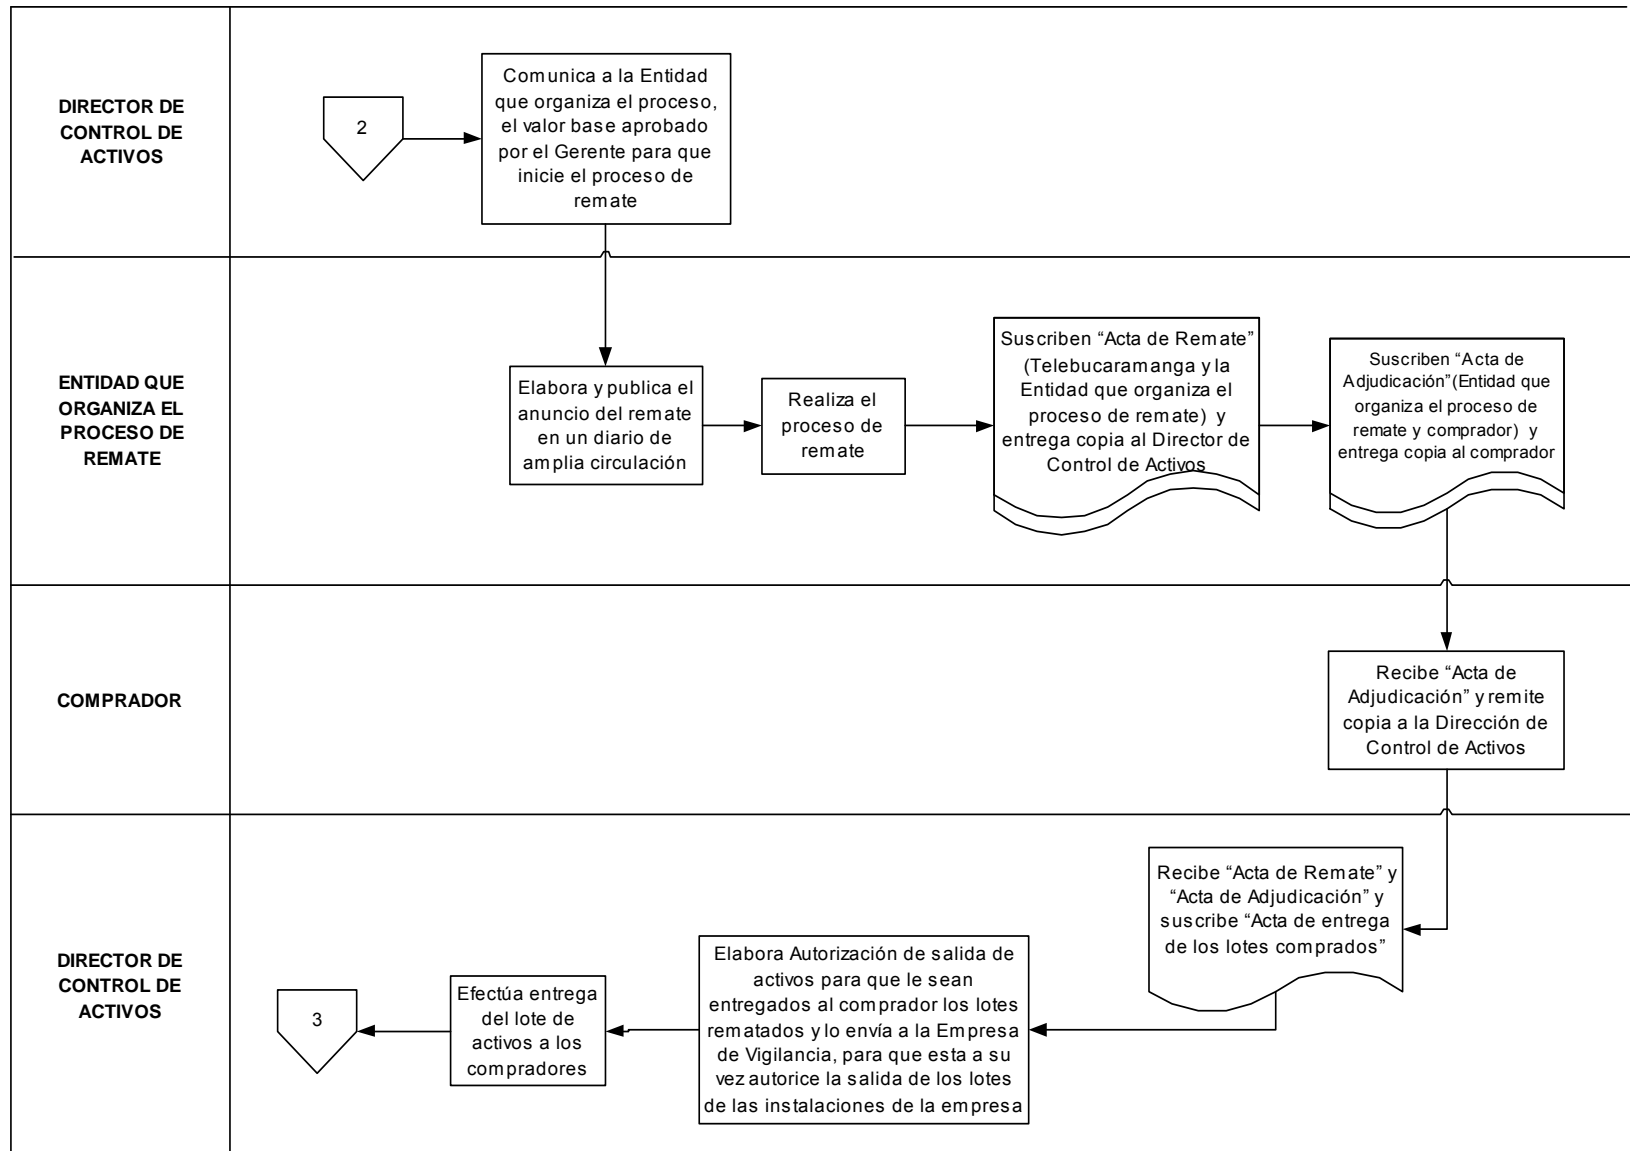 DIRECTOR DE
CONTROL DE
ACTIVOS
2
Comunica a la Entidad
que organiza el proceso,
el valor base aprobado
por el Gerente para que
inicie el proceso de
remate
ENTIDAD QUE
ORGANIZA EL
PROCESO DE
REMATE
Elabora y publica el
anuncio del remate
en un diario de
amplia circulación
Realiza el
proceso de
remate
Suscriben “Acta de Remate”
(Telebucaramanga y la
Entidad que organiza el
proceso de remate) y
entrega copia al Director de
Control de Activos
Suscriben “Acta de
Adjudicación”(Entidad que
organiza el proceso de
remate y comprador) y
entrega copia al comprador
COMPRADOR
Recibe “Acta de
Adjudicación” y remite
copia a la Dirección de
Control de Activos
DIRECTOR DE
CONTROL DE
ACTIVOS
Recibe “Acta de Remate” y
“Acta de Adjudicación” y
suscribe “Acta de entrega
de los lotes comprados”
Elabora Autorización de salida de
activos para que le sean
entregados al comprador los lotes
rematados y lo envía a la Empresa
de Vigilancia, para que esta a su
vez autorice la salida de los lotes
de las instalaciones de la empresa
Efectúa entrega
del lote de
activos a los
compradores
3